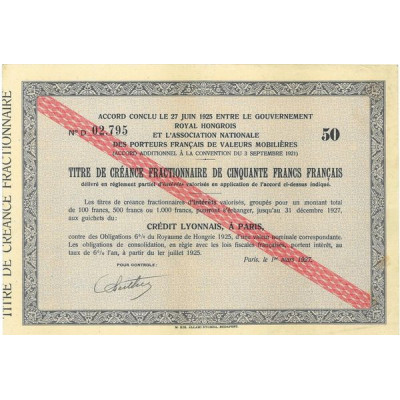 TITRE DE CRÉANCE FRACTIONNAIRE
ACCORD CONCLU LE 27 JUIN 1925 ENTRE LE GOUVERNEMENT
ROYAL HONGROIS
Nº D 02,795
50
ET L'ASSOCIATION NATIONALE
DES PORTEURS FRANÇAIS DE VALEURS MOBILIÈRES
(ACCORD ADDITIONNEL À LA CONVENTION DU 3 SEPTEMBRE 1921)
TITRE DE CRÉANCE FRACTIONNAIRE DE CINQUANTE FRANCS FRANÇAIS
délivré en règlement partiel d'intérêts valorisés en application de l'accord ci-dessus indiqué.
Les titres de creance fractionnaires d'intérêts valorisés, groupés pour un montant total
de 100 francs, 500 francs ou 1.000 francs, pourront s'échanger, jusqu'au 31 décembre 1927,
aux guichets du
CRÉDIT LYONNAIS, À PARIS,
contre des Obligations 6% du Royaume de Hongrie 1925, d'une valeur nominale correspondante.
Les obligations de consolidation, en règle avec les lois fiscales françaises, portent intérêt, au
taux de 6% l'an, à partir du 1er juillet 1925.
Paris, le 1er mars 1927.
POUR CONTROLE: